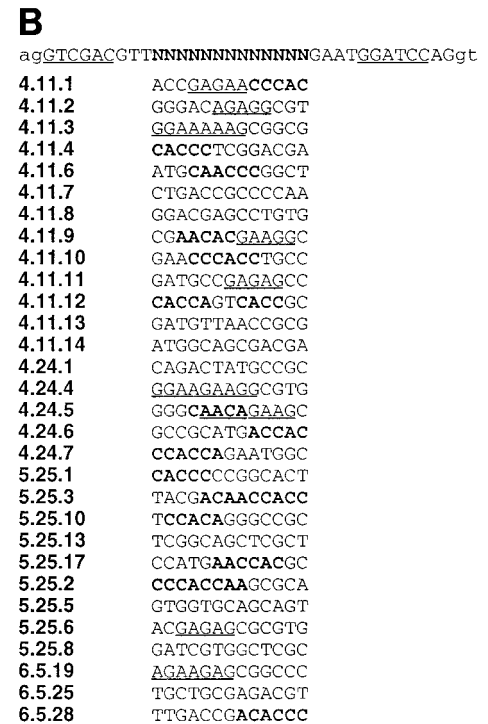 B
agGTCGACGTTNNNNNNNNNNNNNGAATGGATCCAGgt
4.11.1 ACCGAGAACCCAC
4.11.2 GGGACAGAGGCGT
4.11.3 GGAAAAAGCGGCG
4.11.4 CACCCTCGGACGA
4.11.6 ATGCAACCCGGCT
4.11.7 CTGACCGCCCCAA
4.11.8 GGACGAGCCTGTG
4.11.9 CGAACACGAAGGC
4.11.10 GAACCCACCTGCC
4.11.11 GATGCCGAGAGCC
4.11.12 CACCAGTCACCGC
4.11.13 GATGTTAACCGCG
4.11.14 ATGGCAGCGACGA
4.24.1 CAGACTATGCCGC
4.24.4 GGAAGAAGGCGTG
4.24.5 GGGCAACAGAAGC
4.24.6 GCCGCATGACCAC
4.24.7 CCACCAGAATGGC
5.25.1 CACCCCCGGCACT
5.25.3 TACGACAACCACC
5.25.10 TCCACAGGGCCGC
5.25.13 TCGGCAGCTCGCT
5.25.17 CCATGAACCACGC
5.25.2 CCCACCAAGCGCA
5.25.5 GTGGTGCAGCAGT
5.25.6 ACGAGAGCGCGTG
5.25.8 GATCGTGGCTCGC
6.5.19 AGAAGAGCGGCCC
6.5.25 TGCTGCGAGACGT
6.5.28 TTGACCGACACCC